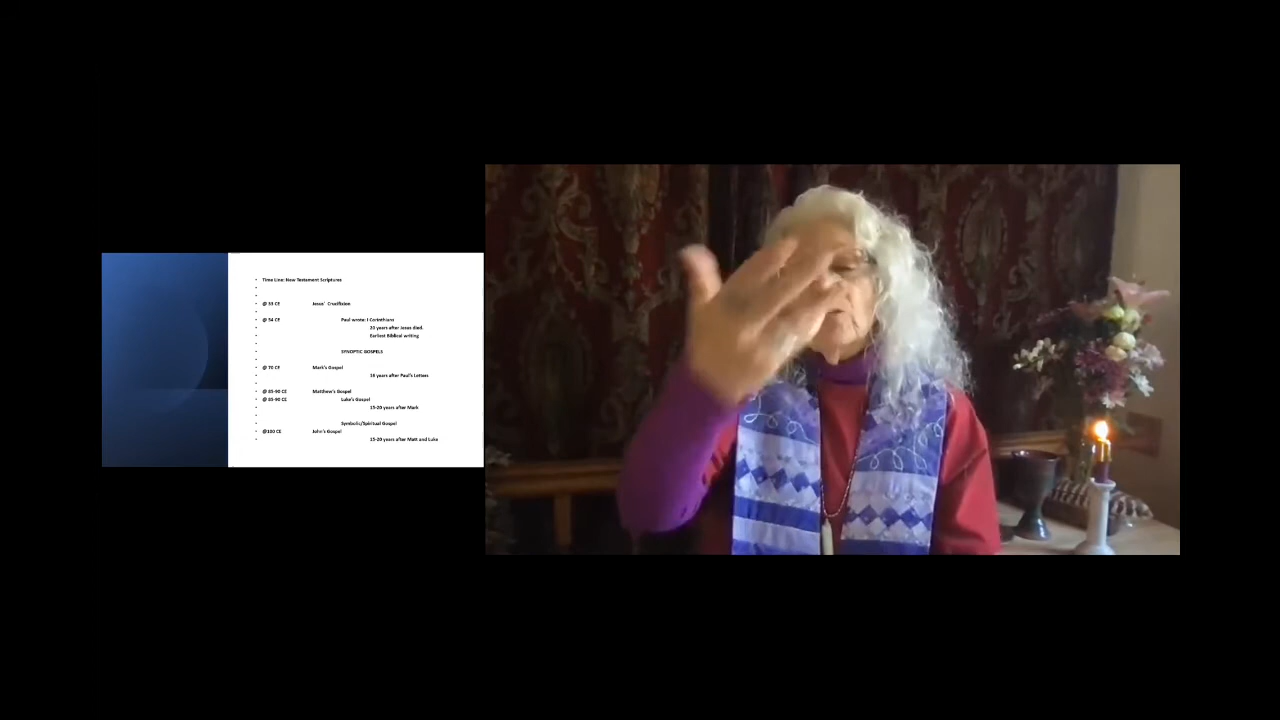 Time Line: New Testament Scriptures
@ 33 CE Jesus' Crucifixion
@ 54 CE Paul wrote: I Corinthians
21 years after Jesus died.
Earliest Biblical writing
SYNOPTIC GOSPELS
@ 70 CE Mark's Gospel
16 years after Paul's Letters
@ 85-90 CE Matthew's Gospel
@ 85-90 CE Luke's Gospel
15-20 years after Mark
Symbolic/Spiritual Gospel
@100 CE John's Gospel
15-20 years after Matt and Luke